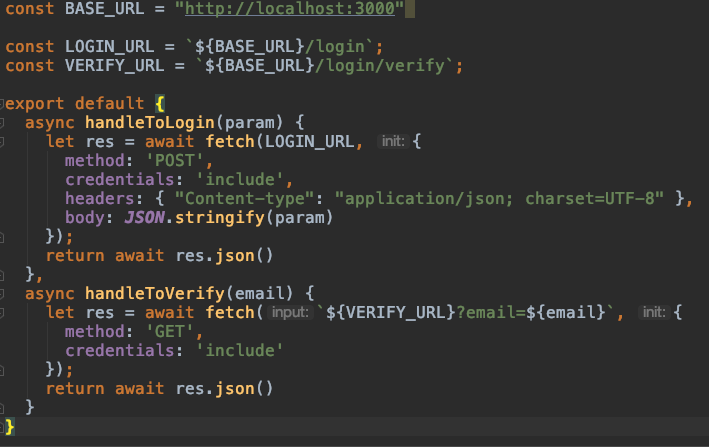 const BASE_URL = "http://localhost:3000"
const LOGIN_URL = `${BASE_URL}/login`;
const VERIFY_URL = `${BASE_URL}/login/verify`;
export default {
async handleToLogin(param) {
let res = await fetch(LOGIN_URL, init: {
method: 'POST',
credentials: 'include',
headers: { "Content-type": "application/json; charset=UTF-8" },
body: JSON.stringify(param)
});
return await res.json()
},
async handleToVerify(email) {
let res = await fetch( input: `${VERIFY_URL}?email=${email}`, init: {
method: 'GET',
credentials: 'include'
});
return await res.json()
}
}